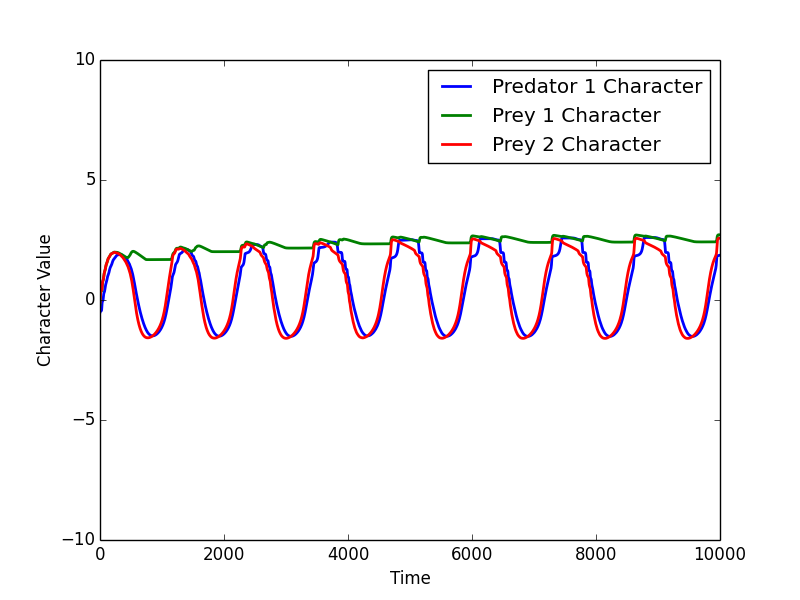 10
5
0
−5
−10
Character Value
Predator 1 Character
Prey 1 Character
Prey 2 Character
0 2000 4000 6000 8000 10000
Time